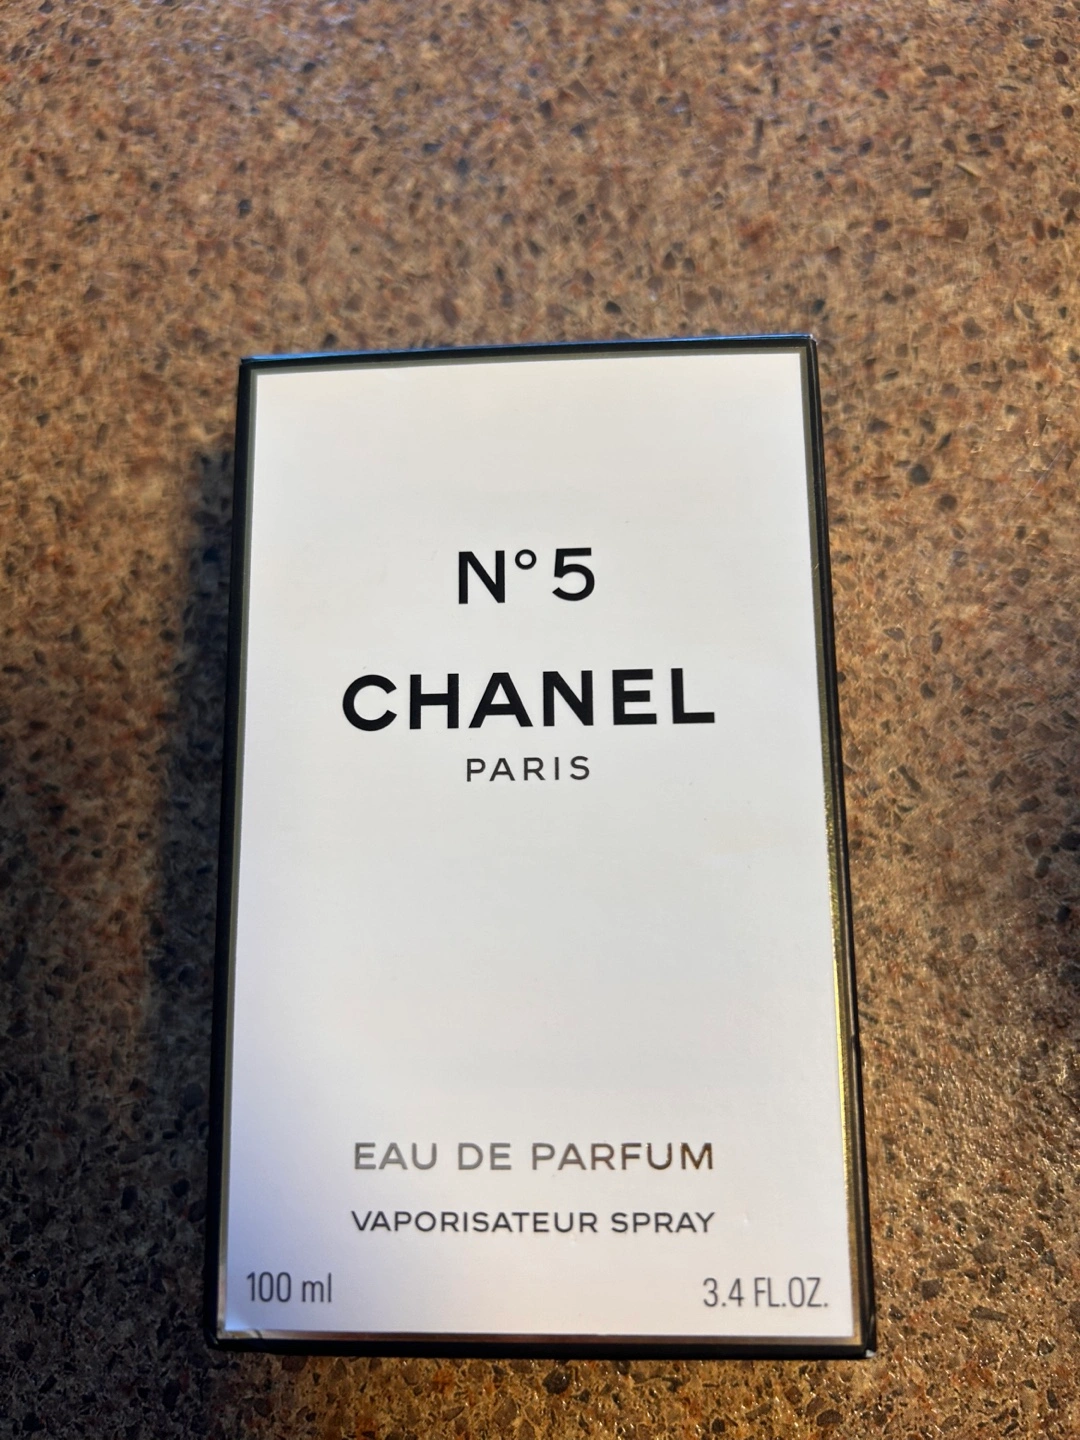 N°5
CHANEL
PARIS
EAU DE PARFUM
VAPORISATEUR SPRAY
100 ml 3.4 FL.OZ.